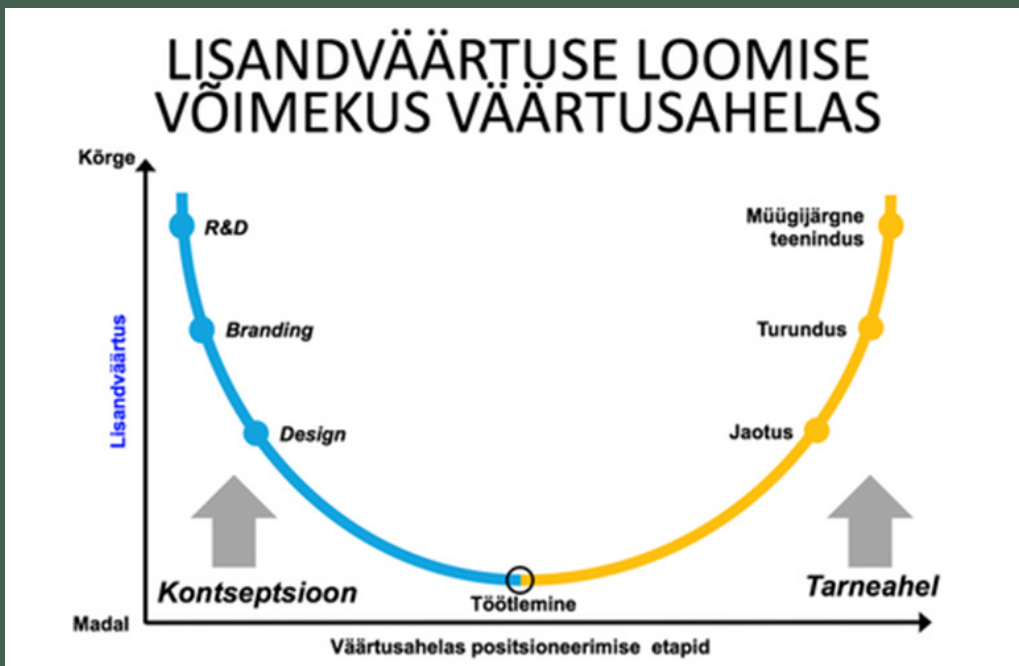 LISANDVÄÄRTUSE LOOMISE
VÕIMEKUS VÄÄRTUSAHELAS
Kõrge
R&D
Branding
Design
Müügijärgne
teenindus
Turundus
Jaotus
Lisandväärtus
Kontseptsioon
Töötlemine
Tarneahel
Madal
Väärtusahelas positsioneerimise etapid